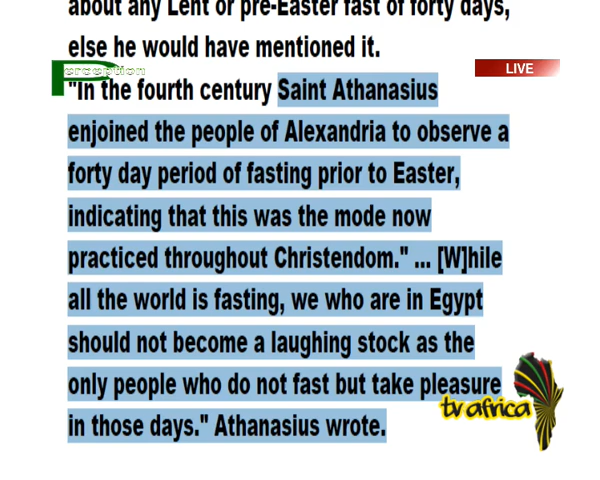 about any Lent or pre-Easter fast of forty days,
else he would have mentioned it.
Perception
LIVE
"In the fourth century Saint Athanasius
enjoined the people of Alexandria to observe a
forty day period of fasting prior to Easter,
indicating that this was the mode now
practiced throughout Christendom." ... [W]hile
all the world is fasting, we who are in Egypt
should not become a laughing stock as the
only people who do not fast but take pleasure
in those days." Athanasius wrote.
tv africa